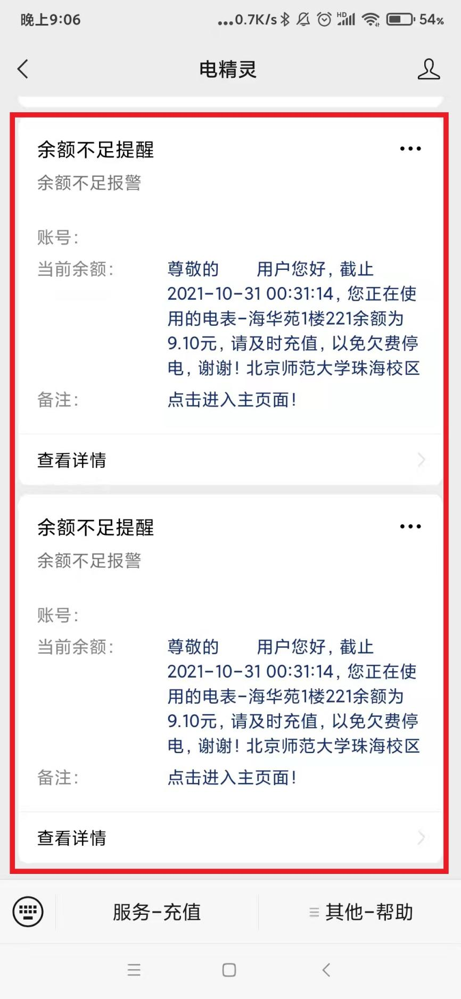 晚上9:06
...0.7K/s HD 54%
电精灵
余额不足提醒
余额不足报警
账号:
当前余额: 尊敬的 用户您好, 截止
2021-10-31 00:31:14, 您正在使
用的电表-海华苑1楼221余额为
9.10元, 请及时充值, 以免欠费停
电, 谢谢! 北京师范大学珠海校区
备注: 点击进入主页面!
查看详情
余额不足提醒
余额不足报警
账号:
当前余额: 尊敬的 用户您好, 截止
2021-10-31 00:31:14, 您正在使
用的电表-海华苑1楼221余额为
9.10元, 请及时充值, 以免欠费停
电, 谢谢! 北京师范大学珠海校区
备注: 点击进入主页面!
查看详情
服务-充值
其他-帮助